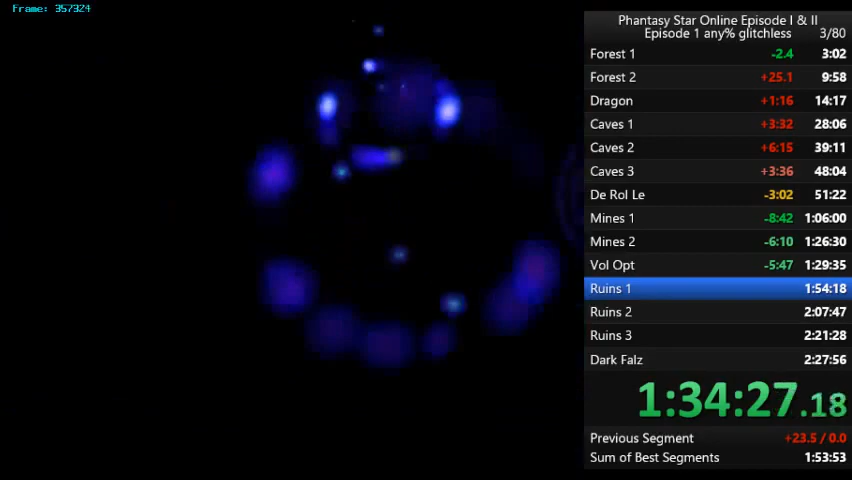 Frame: 357324
Phantasy Star Online Episode I & II
Episode 1 any% glitchless 3/80
Forest 1 -2.4 3:02
Forest 2 +25.1 9:58
Dragon +1:16 14:17
Caves 1 +3:32 28:06
Caves 2 +6:15 39:11
Caves 3 +3:36 48:04
De Rol Le -3:02 51:22
Mines 1 -8:42 1:06:00
Mines 2 -6:10 1:26:30
Vol Opt -5:47 1:29:35
Ruins 1 1:54:18
Ruins 2 2:07:47
Ruins 3 2:21:28
Dark Falz 2:27:56
1:34:27.18
Previous Segment +23.5 / 0.0
Sum of Best Segments 1:53:53